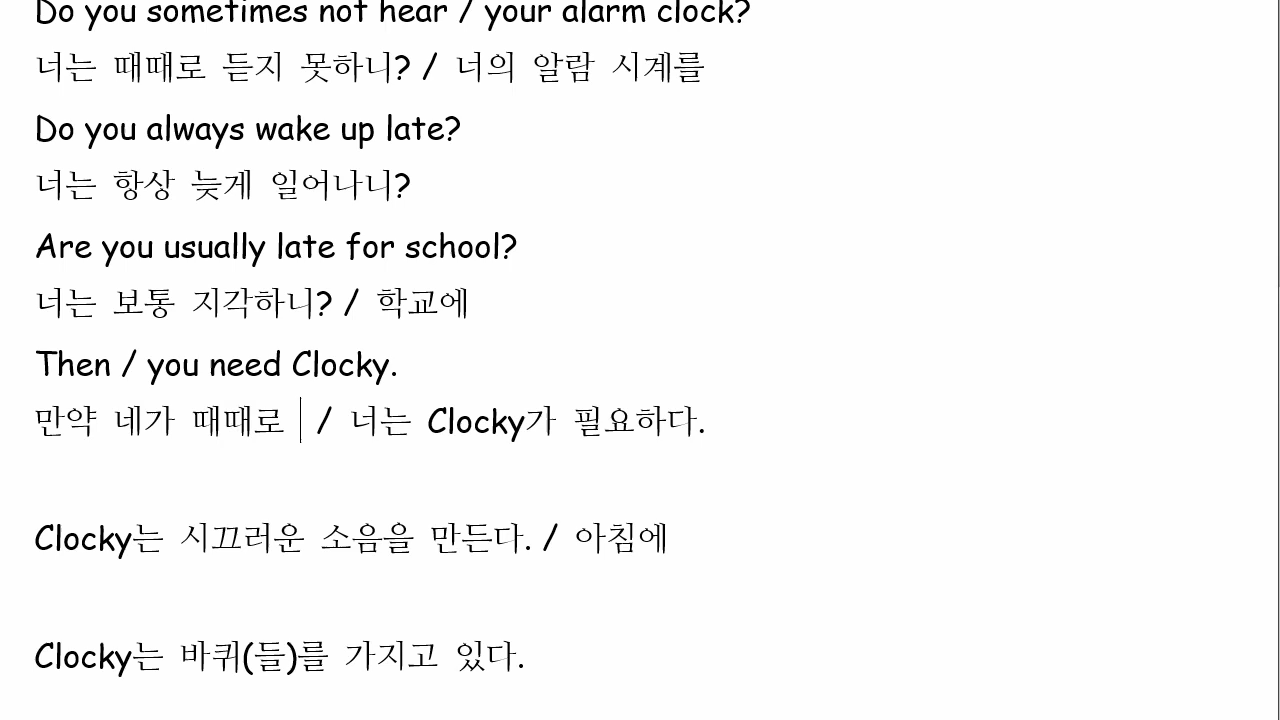 Do you sometimes not hear / your alarm clock?
너는 때때로 듣지 못하니? / 너의 알람 시계를
Do you always wake up late?
너는 항상 늦게 일어나니?
Are you usually late for school?
너는 보통 지각하니? / 학교에
Then / you need Clocky.
만약 네가 때때로 / 너는 Clocky가 필요하다.
Clocky는 시끄러운 소음을 만든다. / 아침에
Clocky는 바퀴(들)를 가지고 있다.